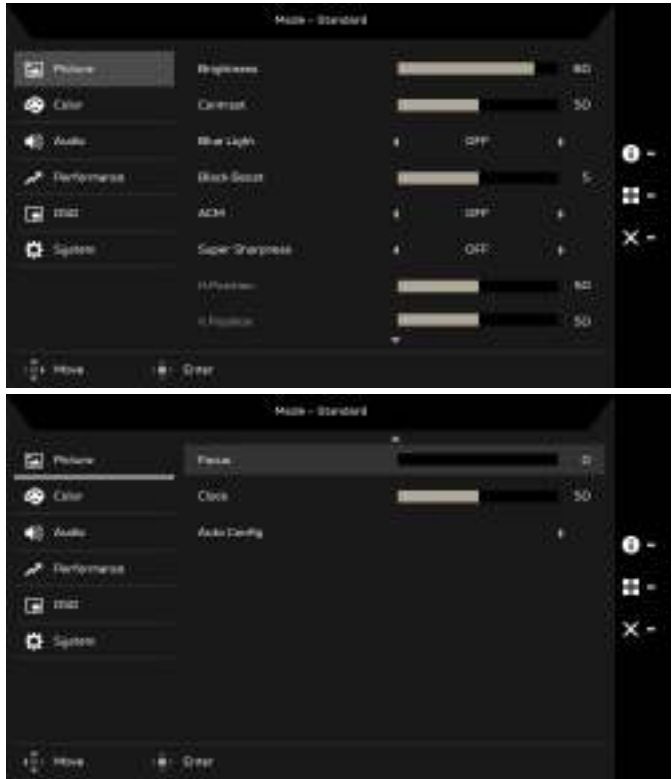 Mode - Standard
Picture
Brightness
80
Color
Contrast
50
Audio
Blue Light
OFF
Performance
Black Boost
5
OSD
ACM
OFF
System
Super Sharpness
OFF
H.Position
50
V.Position
50
Move
Enter
Mode - Standard
Picture
Focus
0
Color
Clock
50
Audio
Auto Config
Performance
OSD
System
Move
Enter